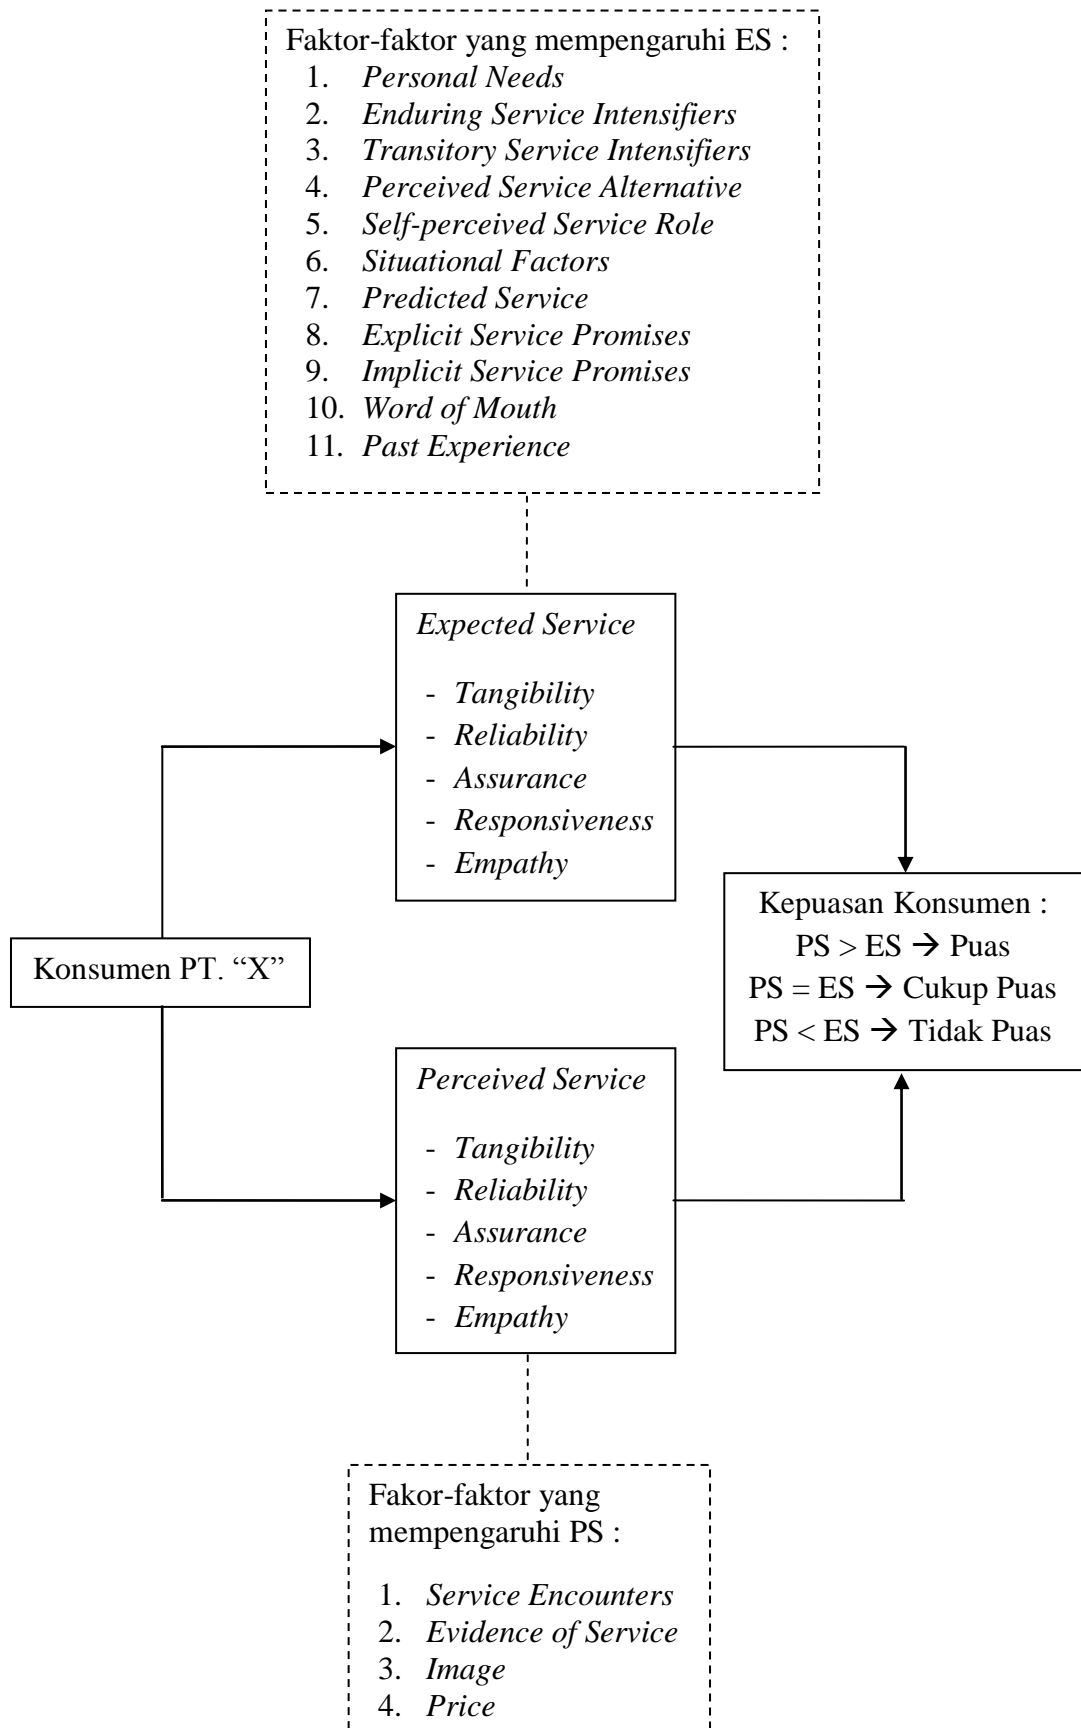 Faktor-faktor yang mempengaruhi ES :
1. Personal Needs
2. Enduring Service Intensifiers
3. Transitory Service Intensifiers
4. Perceived Service Alternative
5. Self-perceived Service Role
6. Situational Factors
7. Predicted Service
8. Explicit Service Promises
9. Implicit Service Promises
10. Word of Mouth
11. Past Experience
Expected Service
- Tangibility
- Reliability
- Assurance
- Responsiveness
- Empathy
Konsumen PT. “X”
Kepuasan Konsumen :
PS > ES → Puas
PS = ES → Cukup Puas
PS < ES → Tidak Puas
Perceived Service
- Tangibility
- Reliability
- Assurance
- Responsiveness
- Empathy
Fakor-faktor yang
mempengaruhi PS :
1. Service Encounters
2. Evidence of Service
3. Image
4. Price